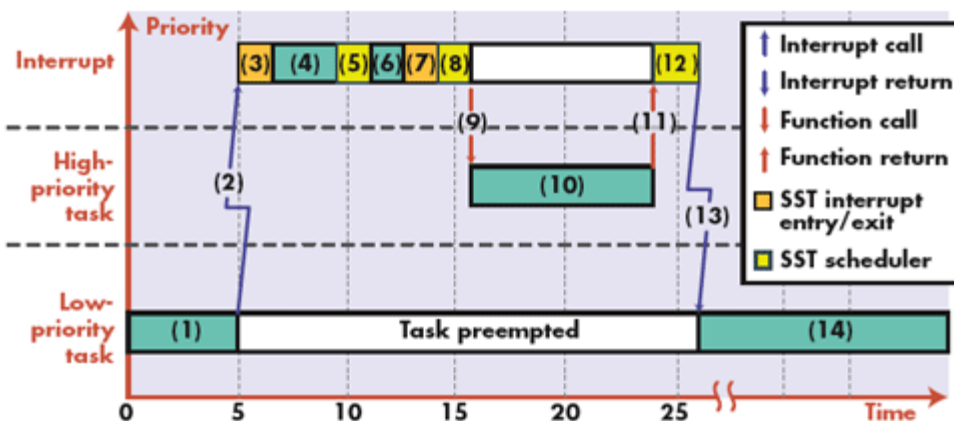 Priority
Interrupt
(3) (4) (5) (6) (7) (8) (12)
(9) (11)
High-
priority
task
(2) (10) (13)
Low-
priority
task
(1) Task preempted (14)
0 5 10 15 20 25 Time
Interrupt call
Interrupt return
Function call
Function return
SST interrupt
entry/exit
SST scheduler